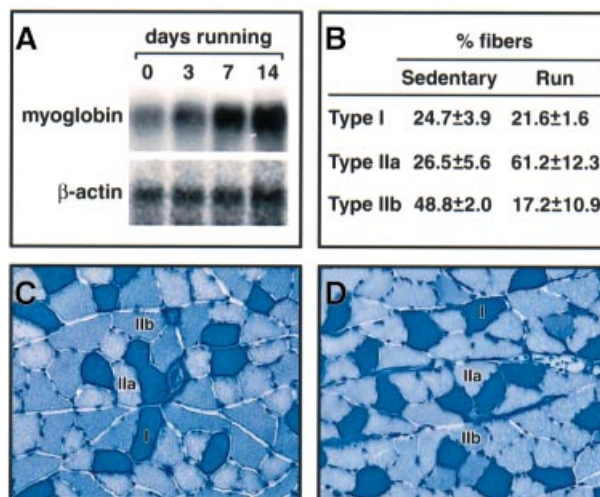 A
days running
0 3 7 14
myoglobin
β-actin
B
% fibers
Sedentary Run
Type I 24.7±3.9 21.6±1.6
Type IIa 26.5±5.6 61.2±12.3
Type IIb 48.8±2.0 17.2±10.9
C
IIb
IIa
I
D
I
IIa
IIb